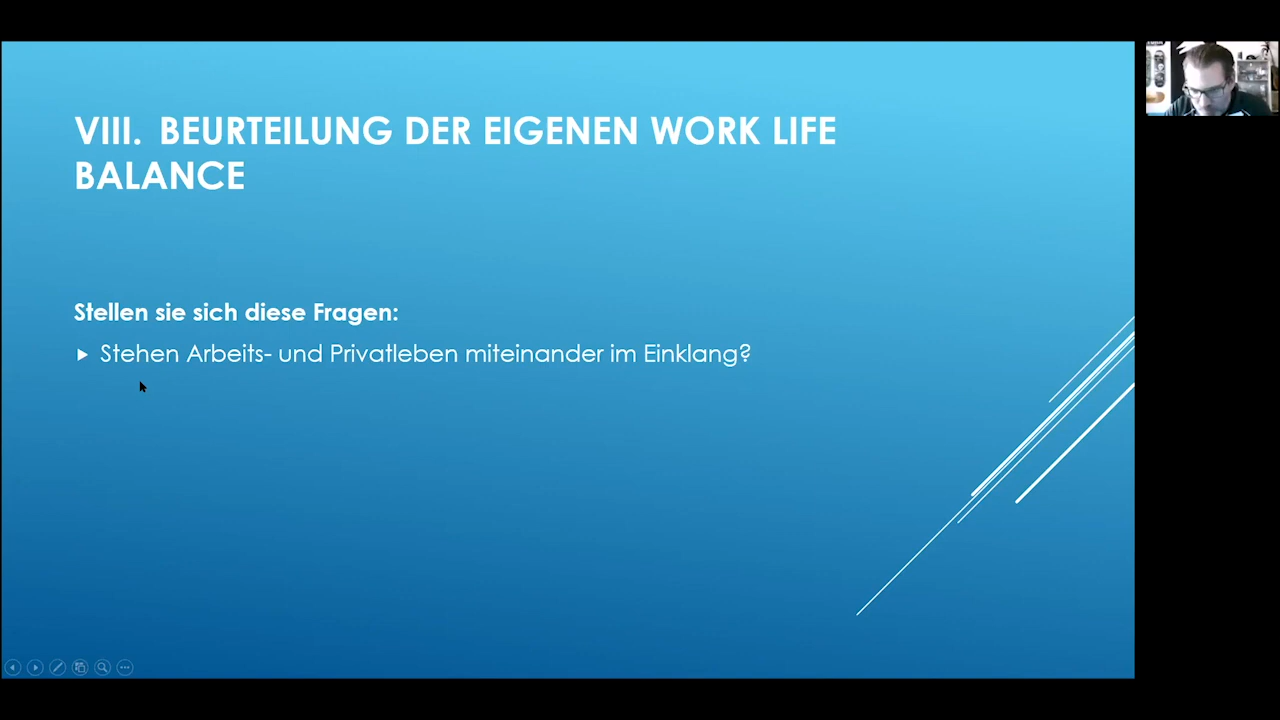 VIII. BEURTEILUNG DER EIGENEN WORK LIFE
BALANCE
Stellen sie sich diese Fragen:
Stehen Arbeits- und Privatleben miteinander im Einklang?